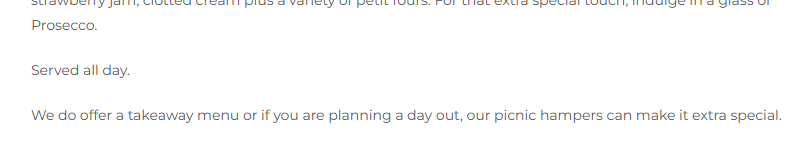 strawberry jam, clotted cream plus a variety of petit fours. For that extra special touch, indulge in a glass of
Prosecco.
Served all day.
We do offer a takeaway menu or if you are planning a day out, our picnic hampers can make it extra special.